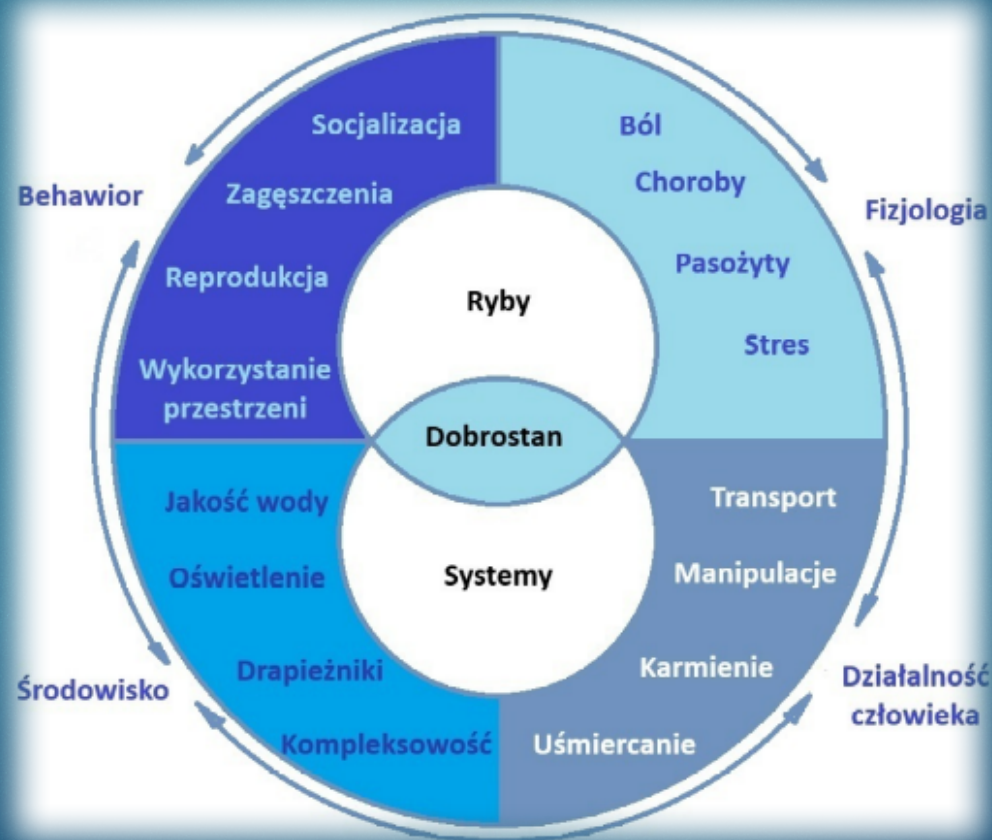 Socjalizacja
Ból
Choroby
Behawior
Zagęszczenia
Fizjologia
Reprodukcja
Pasożyty
Ryby
Stres
Wykorzystanie
przestrzeni
Dobrostan
Jakość wody
Transport
Oświetlenie
Systemy
Manipulacje
Drapieżniki
Karmienie
Środowisko
Działalność
człowieka
Kompleksowość
Uśmiercanie